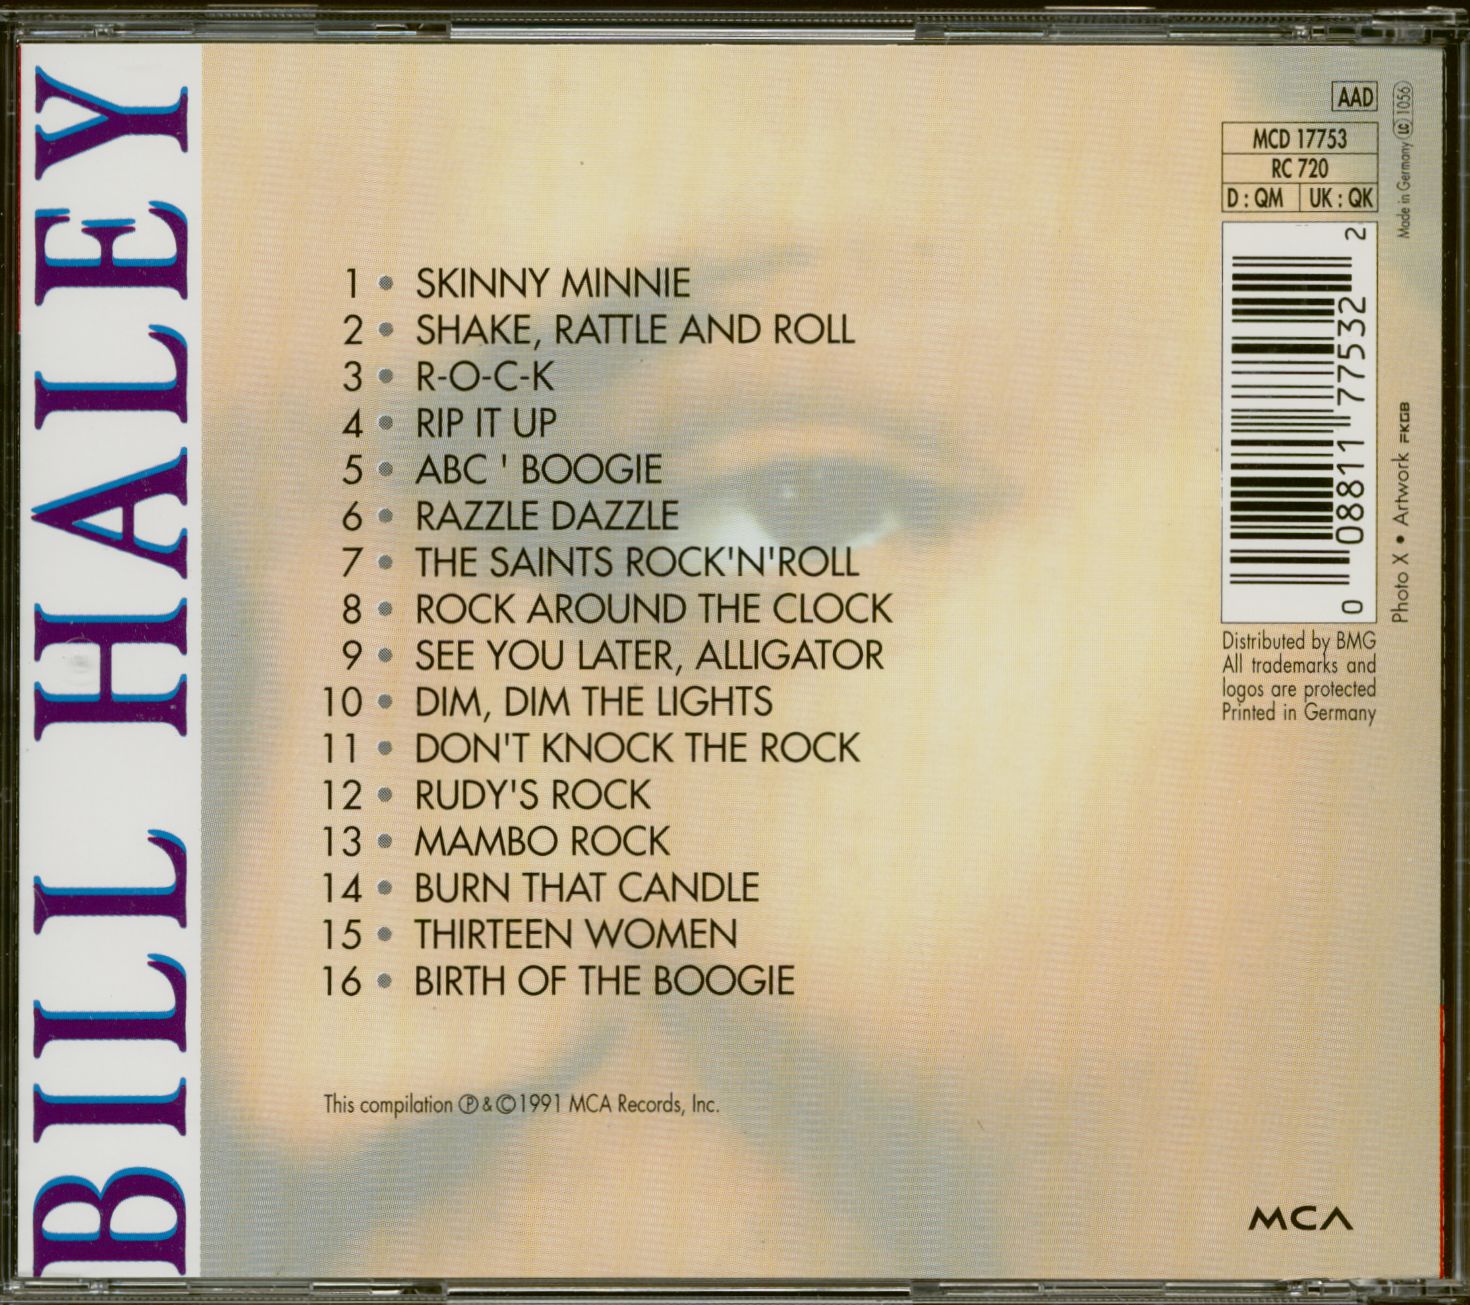 BILL HALEY
1 • SKINNY MINNIE
2 • SHAKE, RATTLE AND ROLL
3 • R-O-C-K
4 • RIP IT UP
5 • ABC ' BOOGIE
6 • RAZZLE DAZZLE
7 • THE SAINTS ROCK'N'ROLL
8 • ROCK AROUND THE CLOCK
9 • SEE YOU LATER, ALLIGATOR
10 • DIM, DIM THE LIGHTS
11 • DON'T KNOCK THE ROCK
12 • RUDY'S ROCK
13 • MAMBO ROCK
14 • BURN THAT CANDLE
15 • THIRTEEN WOMEN
16 • BIRTH OF THE BOOGIE
This compilation ℗ & © 1991 MCA Records, Inc.
AAD
MCD 17753
RC 720
D : QM UK : QK
0 08811 77532 2
Distributed by BMG
All trademarks and
logos are protected
Printed in Germany
Made in Germany LC 1056
Photo X • Artwork FKGB
MCA